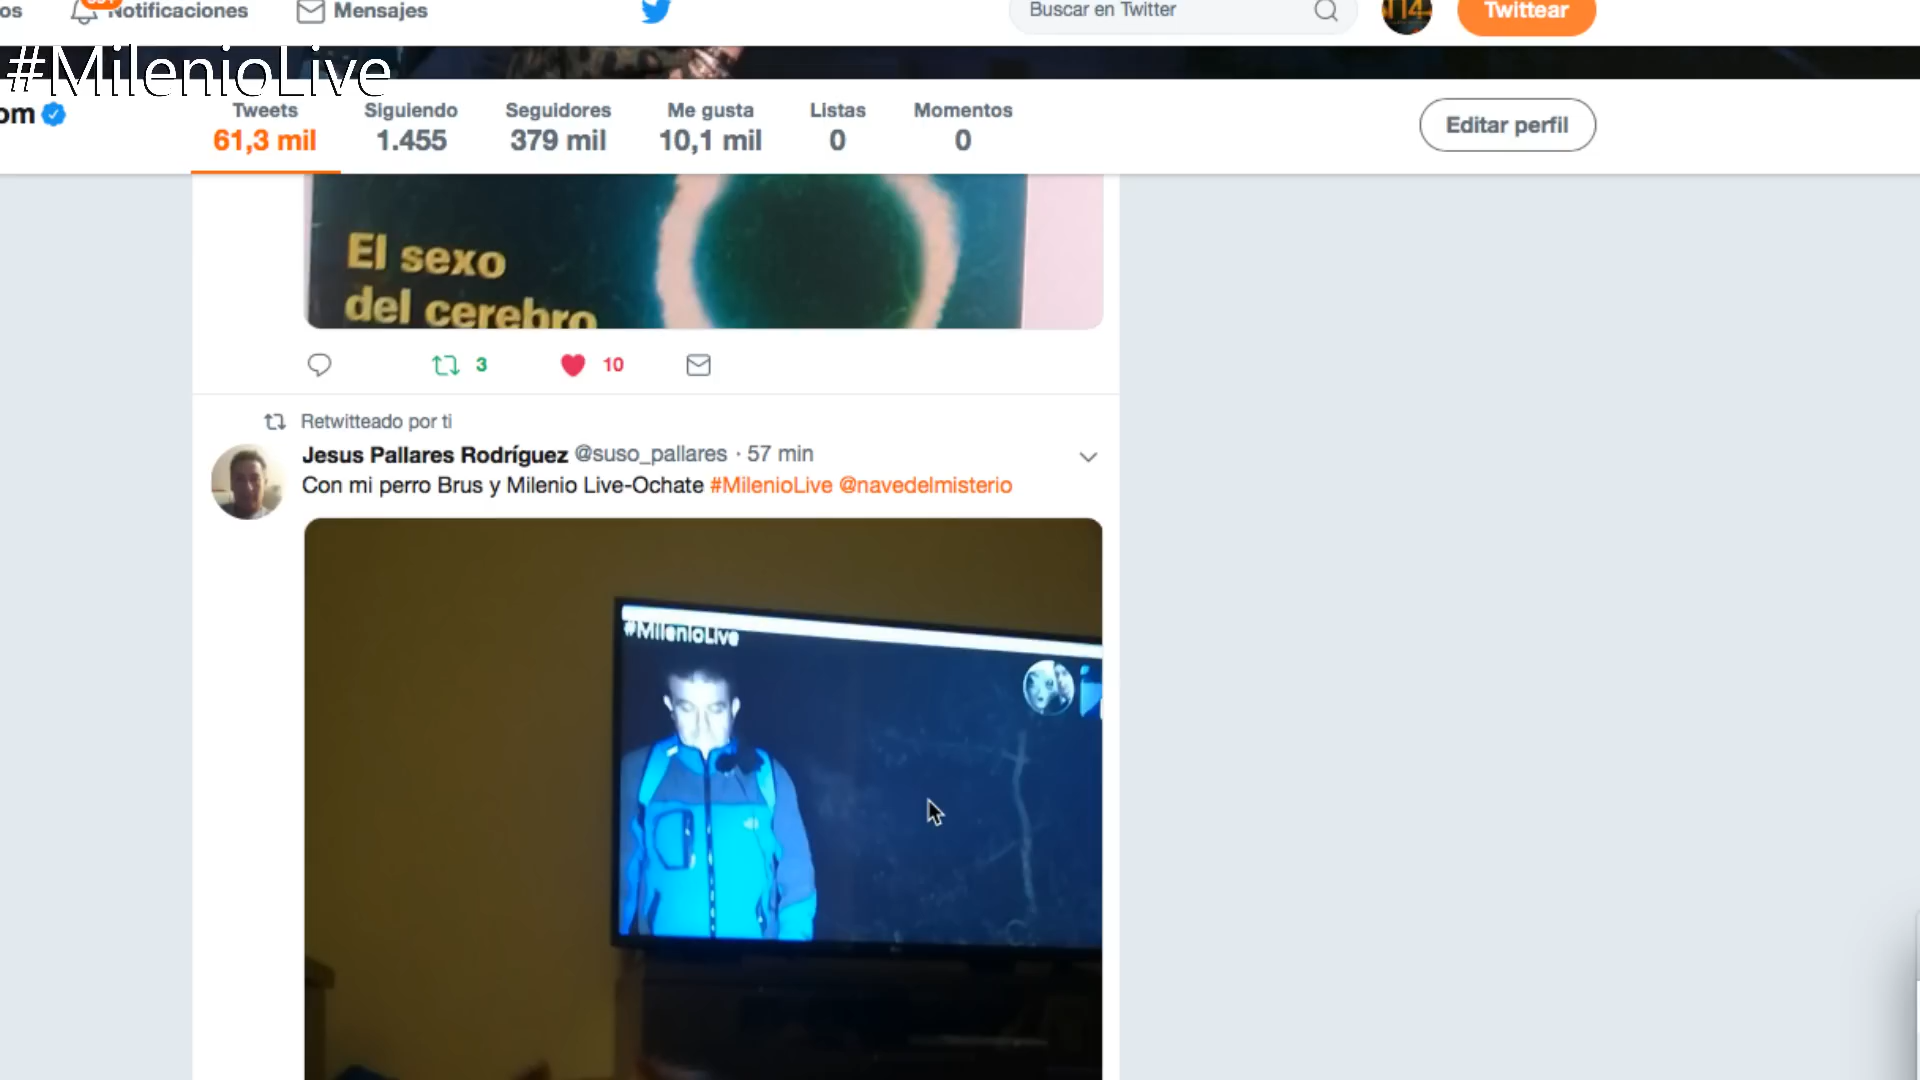 os
Notificaciones
Mensajes
Buscar en Twitter
Twittear
#MilenioLive
om
Tweets
61,3 mil
Siguiendo
1.455
Seguidores
379 mil
Me gusta
10,1 mil
Listas
0
Momentos
0
Editar perfil
El sexo
del cerebro
3
10
Retwitteado por ti
Jesus Pallares Rodríguez @suso_pallares · 57 min
Con mi perro Brus y Milenio Live-Ochate #MilenioLive @navedelmisterio
#MilenioLive